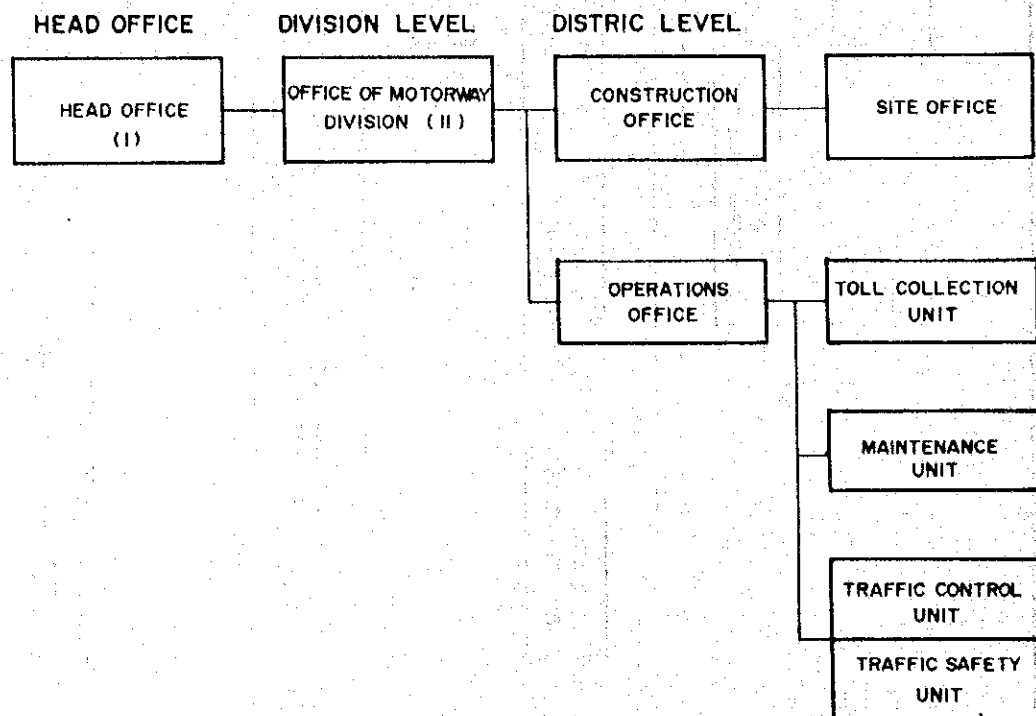 HEAD OFFICE
DIVISION LEVEL
DISTRIC LEVEL
HEAD OFFICE
(I)
OFFICE OF MOTORWAY
DIVISION (II)
CONSTRUCTION
OFFICE
SITE OFFICE
OPERATIONS
OFFICE
TOLL COLLECTION
UNIT
MAINTENANCE
UNIT
TRAFFIC CONTROL
UNIT
TRAFFIC SAFETY
UNIT